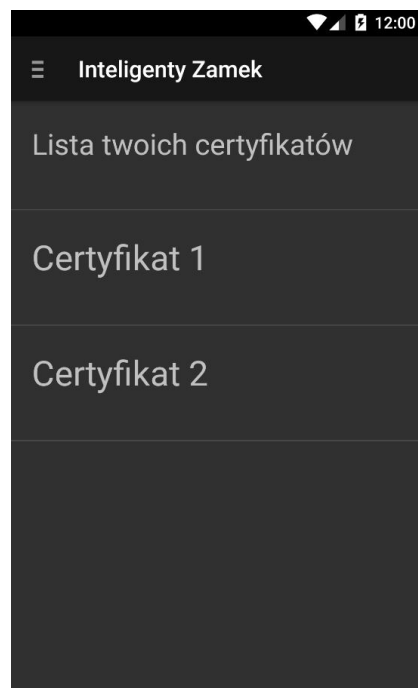 12:00
Inteligenty Zamek
Lista twoich certyfikatów
Certyfikat 1
Certyfikat 2